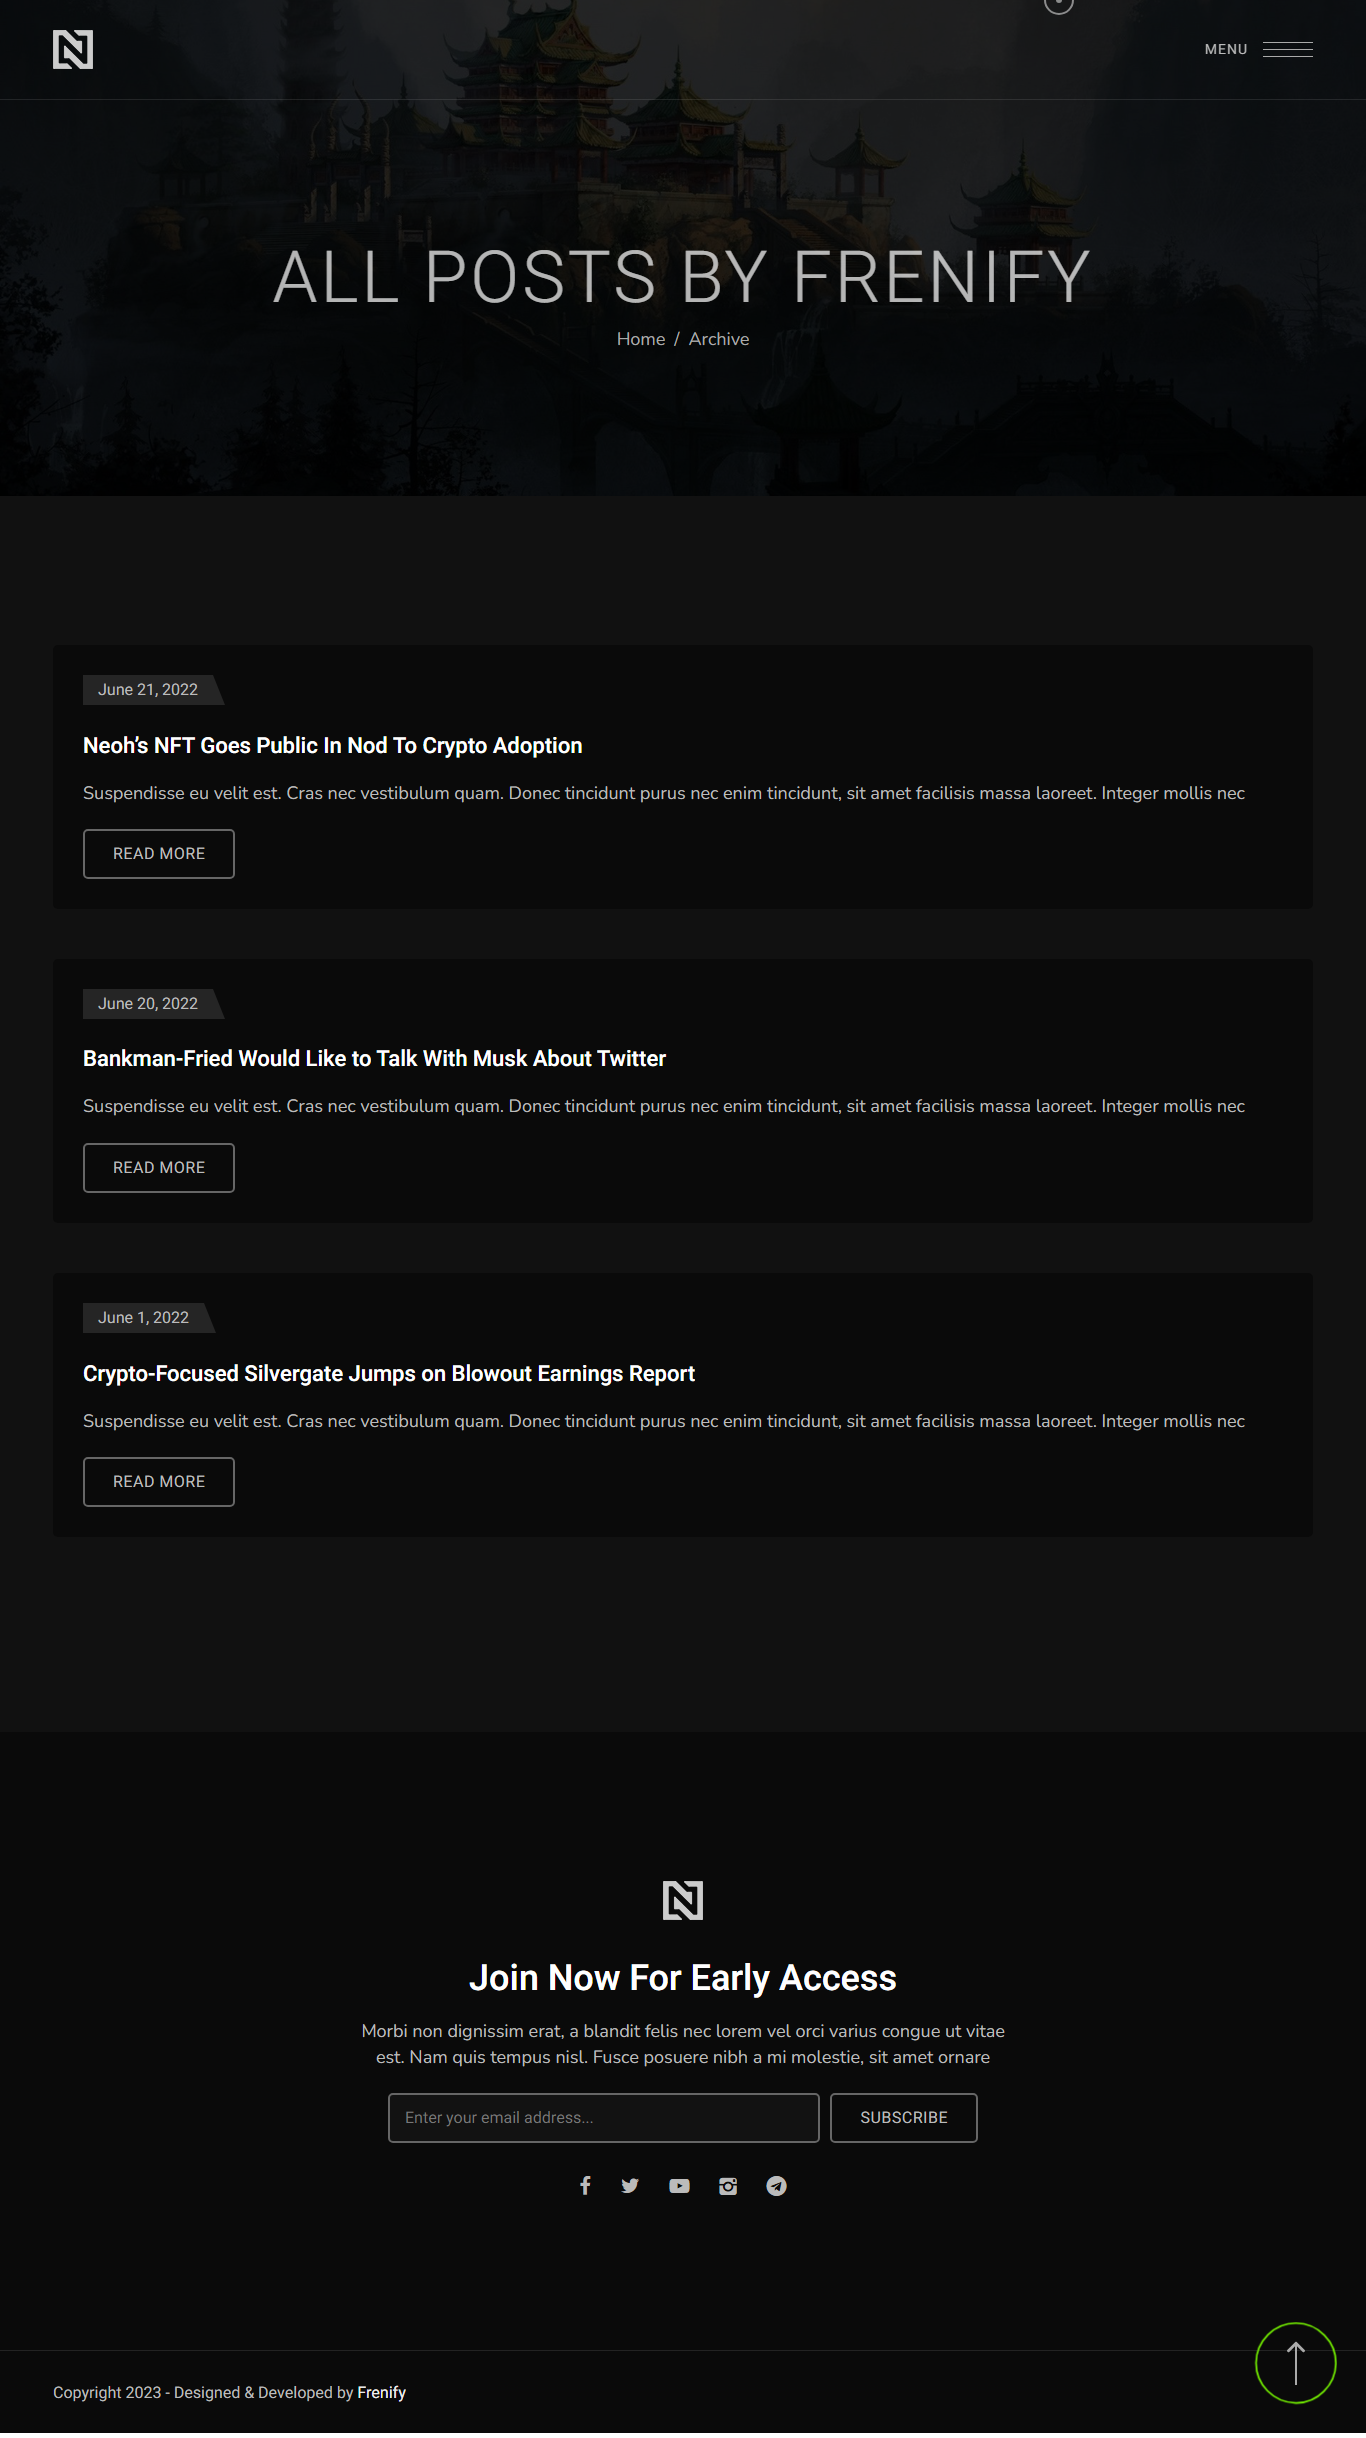 MENU
ALL POSTS BY FRENIFY
Home / Archive
June 21, 2022
Neoh’s NFT Goes Public In Nod To Crypto Adoption
Suspendisse eu velit est. Cras nec vestibulum quam. Donec tincidunt purus nec enim tincidunt, sit amet facilisis massa laoreet. Integer mollis nec
READ MORE
June 20, 2022
Bankman-Fried Would Like to Talk With Musk About Twitter
Suspendisse eu velit est. Cras nec vestibulum quam. Donec tincidunt purus nec enim tincidunt, sit amet facilisis massa laoreet. Integer mollis nec
READ MORE
June 1, 2022
Crypto-Focused Silvergate Jumps on Blowout Earnings Report
Suspendisse eu velit est. Cras nec vestibulum quam. Donec tincidunt purus nec enim tincidunt, sit amet facilisis massa laoreet. Integer mollis nec
READ MORE
Join Now For Early Access
Morbi non dignissim erat, a blandit felis nec lorem vel orci varius congue ut vitae
est. Nam quis tempus nisl. Fusce posuere nibh a mi molestie, sit amet ornare
Enter your email address...
SUBSCRIBE
Copyright 2023 - Designed & Developed by Frenify